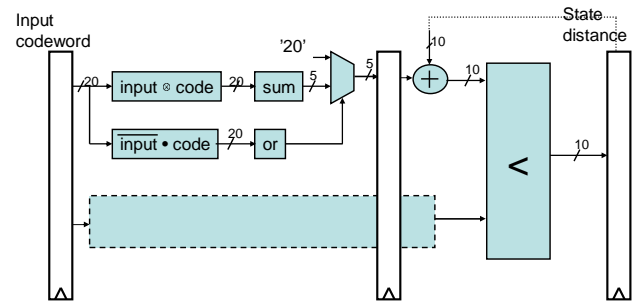 Input
codeword
State
distance
'20'
10
20
input ⊗ code
20
sum
5
5
10
input • code
20
or
<
10